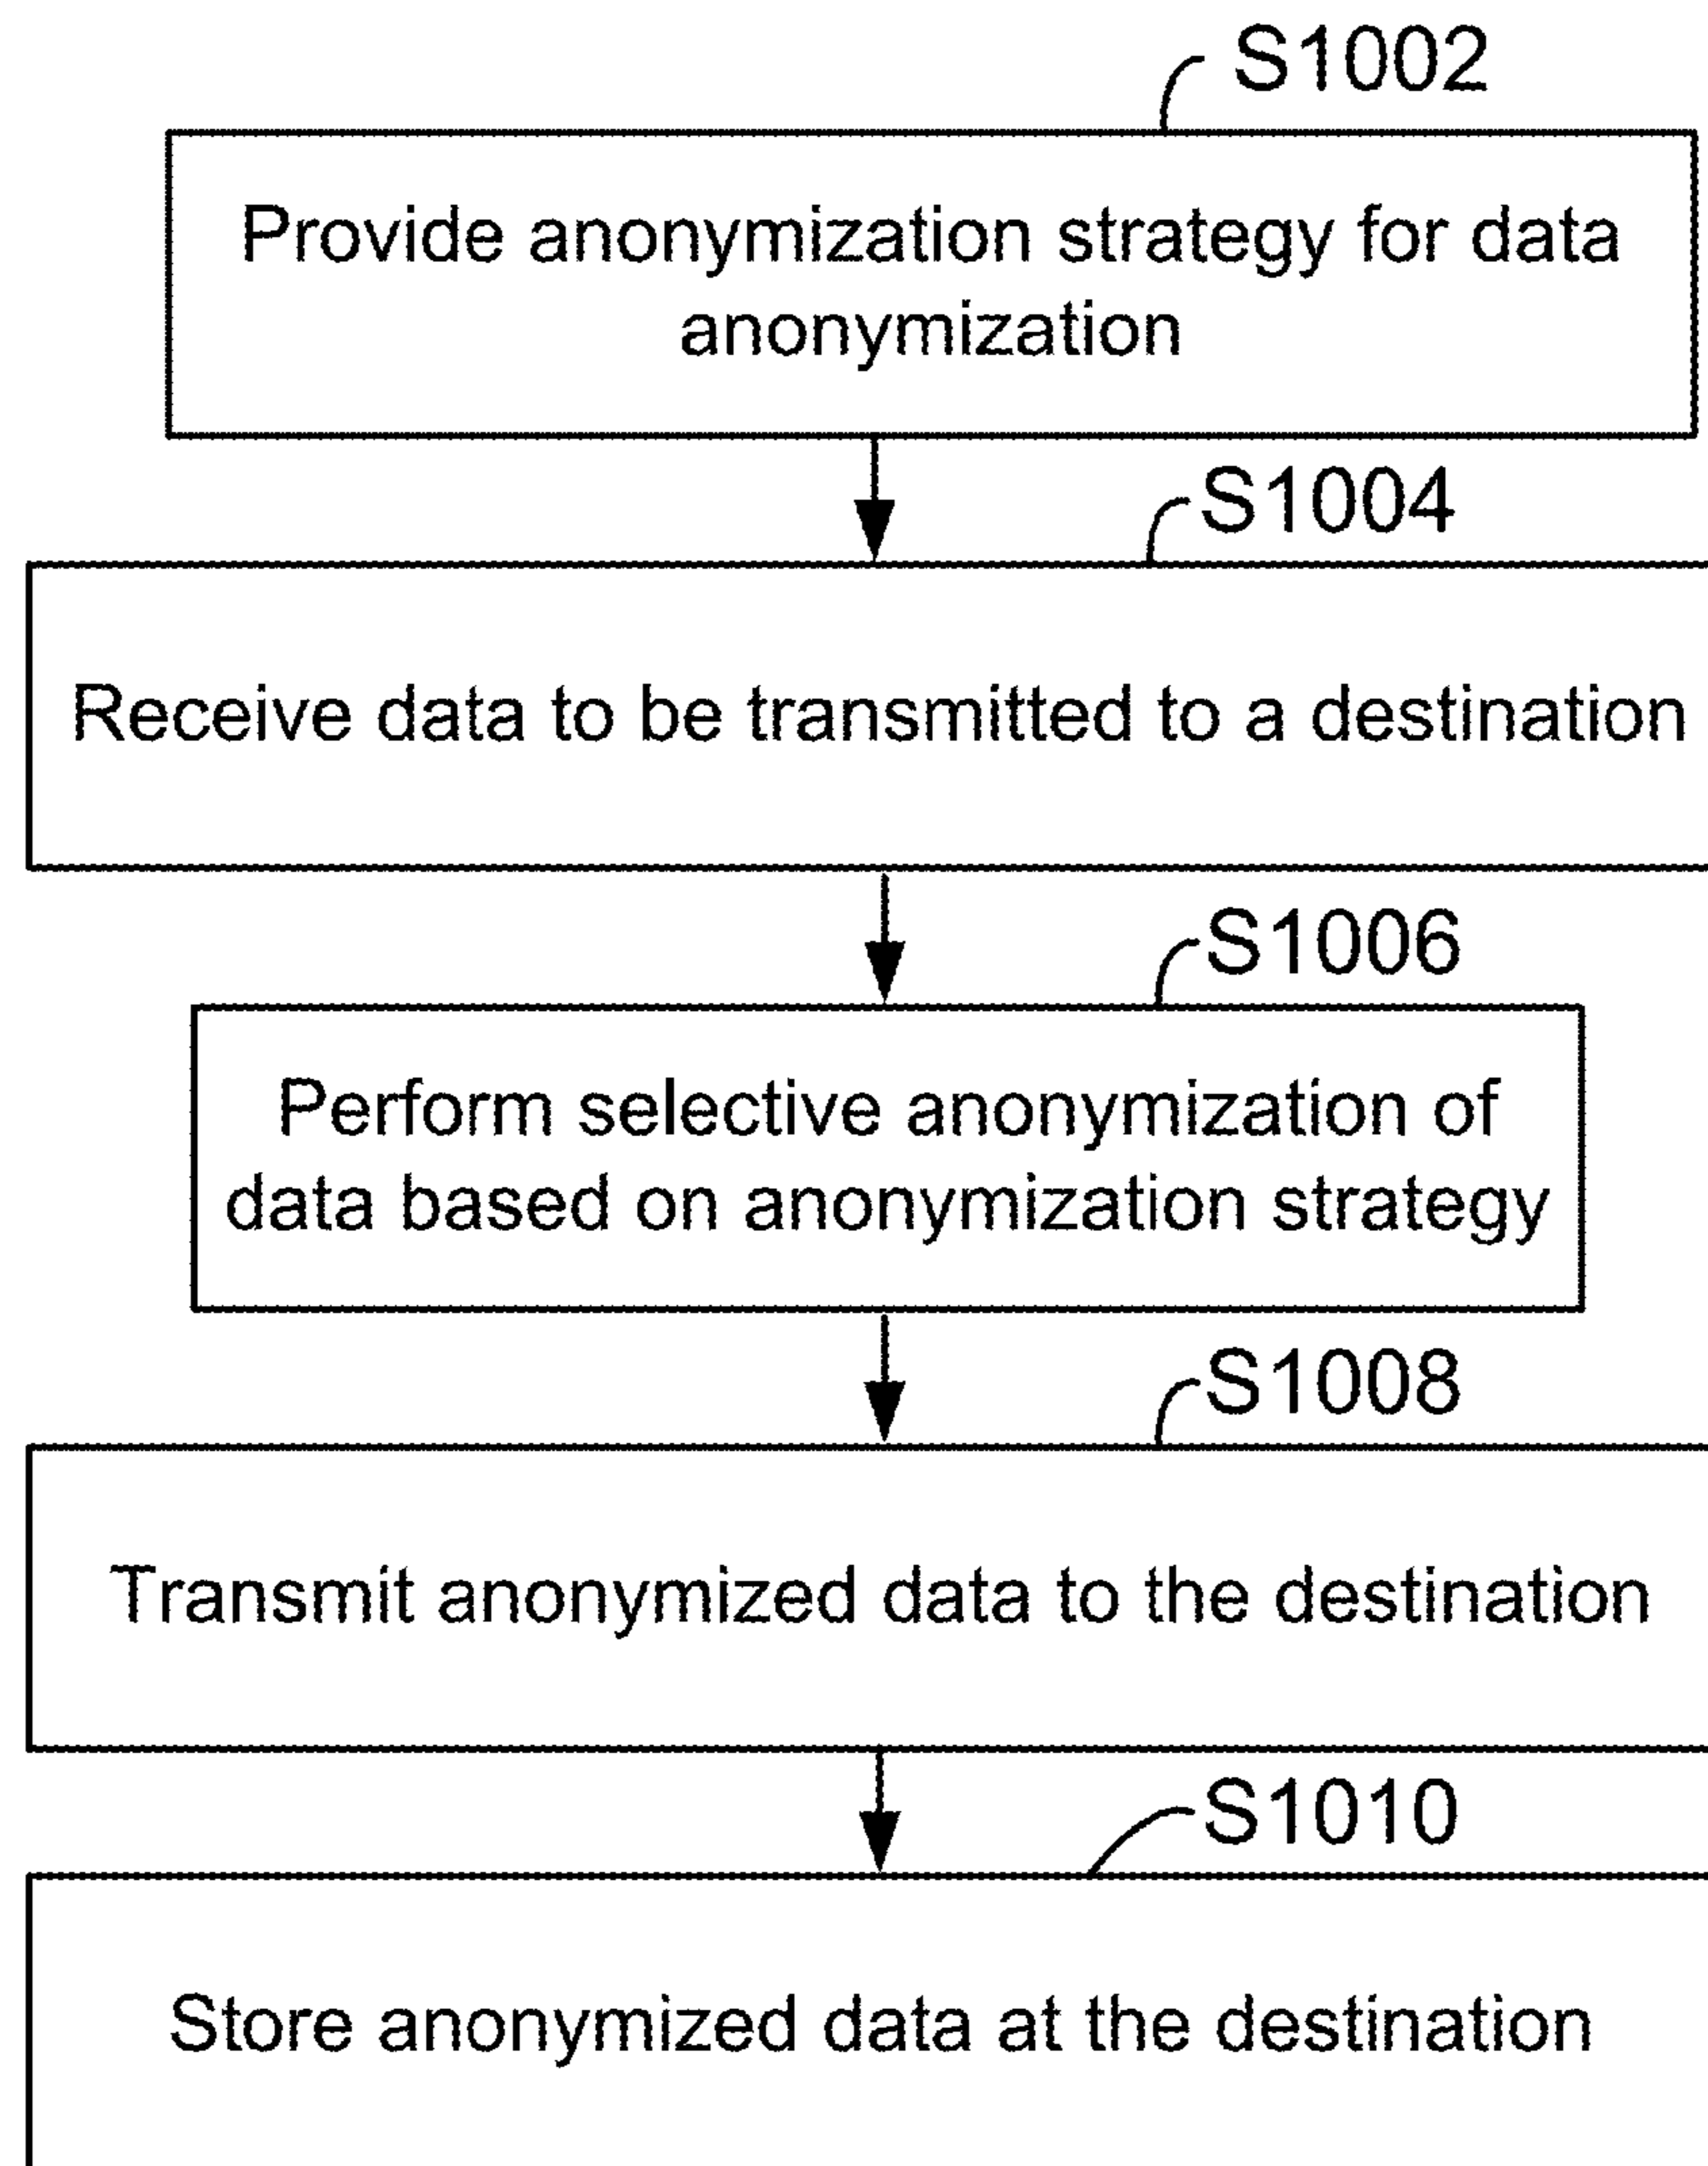 S1002
Provide anonymization strategy for data
anonymization
S1004
Receive data to be transmitted to a destination
S1006
Perform selective anonymization of
data based on anonymization strategy
S1008
Transmit anonymized data to the destination
S1010
Store anonymized data at the destination